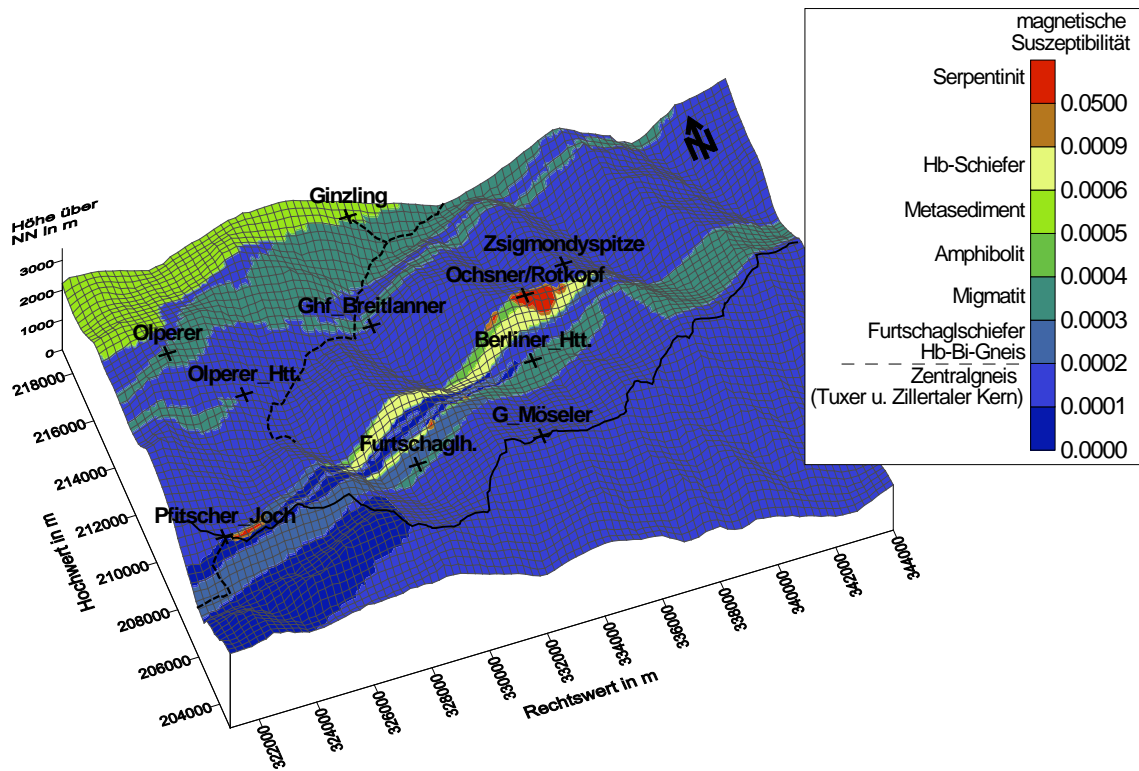 magnetische
Suszeptibilität
Serpentinit
0.0500
0.0009
Hb-Schiefer
0.0006
Metasediment
0.0005
Amphibolit
0.0004
Migmatit
0.0003
Furtschaglschiefer
Hb-Bi-Gneis
0.0002
Zentralgneis
(Tuxer u. Zillertaler Kern)
0.0001
0.0000
N
Ginzling
Zsigmondyspitze
Ochsner/Rotkopf
Ghf_Breitlanner
Olperer
Berliner_Htt.
Olperer_Htt.
G_Möseler
Furtschaglh.
Pfitscher_Joch
Höhe über
NN in m
3000
2000
1000
0
218000
216000
214000
212000
210000
208000
206000
204000
Hochwert in m
322000
324000
326000
328000
330000
332000
334000
336000
338000
340000
342000
344000
Rechtswert in m